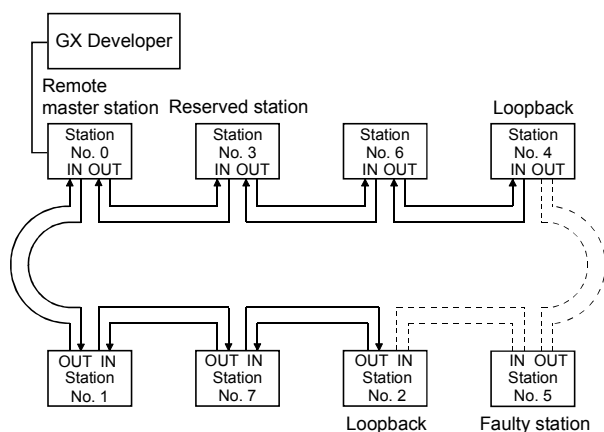 GX Developer
Remote
master station
Reserved station
Loopback
Station
No. 0
IN OUT
Station
No. 3
IN OUT
Station
No. 6
IN OUT
Station
No. 4
IN OUT
OUT IN
Station
No. 1
OUT IN
Station
No. 7
OUT IN
Station
No. 2
IN OUT
Station
No. 5
Loopback
Faulty station